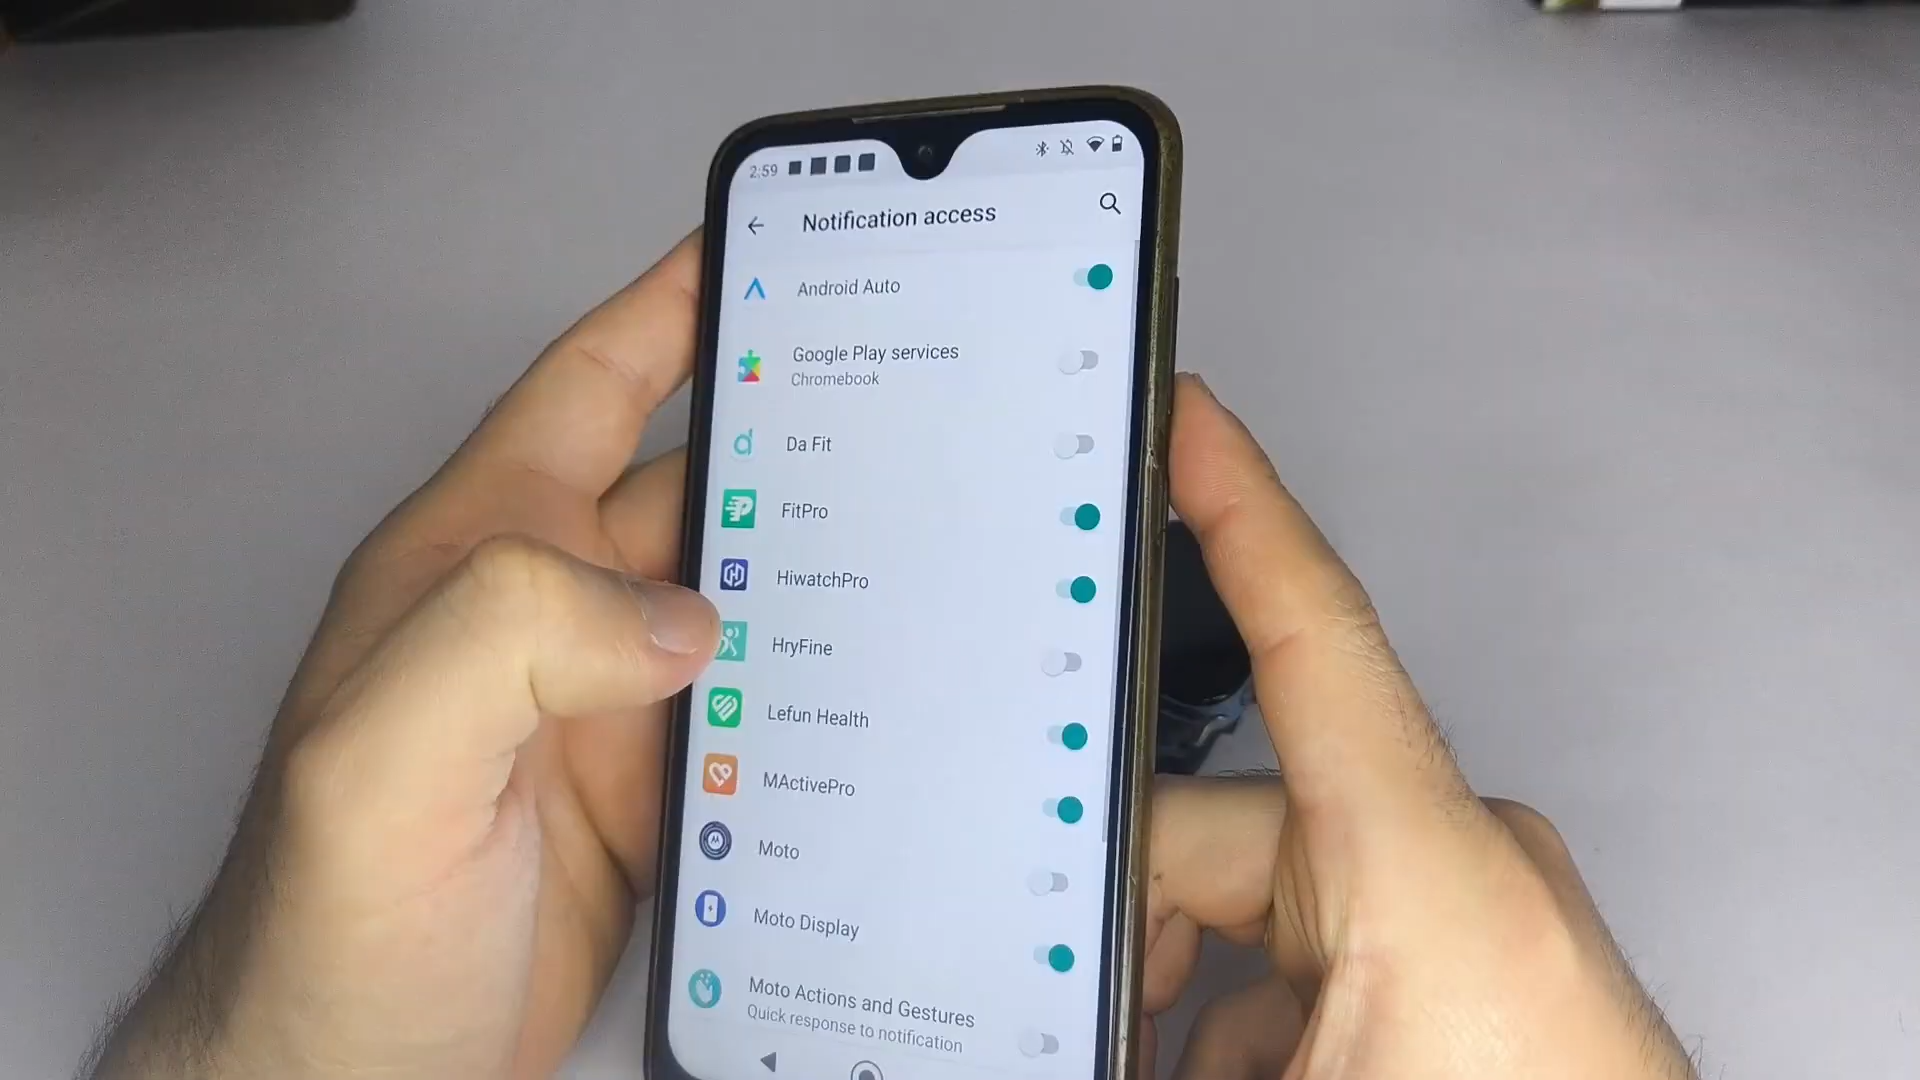 2:59
Notification access
Android Auto
Google Play services
Chromebook
Da Fit
FitPro
HiwatchPro
HryFine
Lefun Health
MActivePro
Moto
Moto Display
Moto Actions and Gestures
Quick response to notification